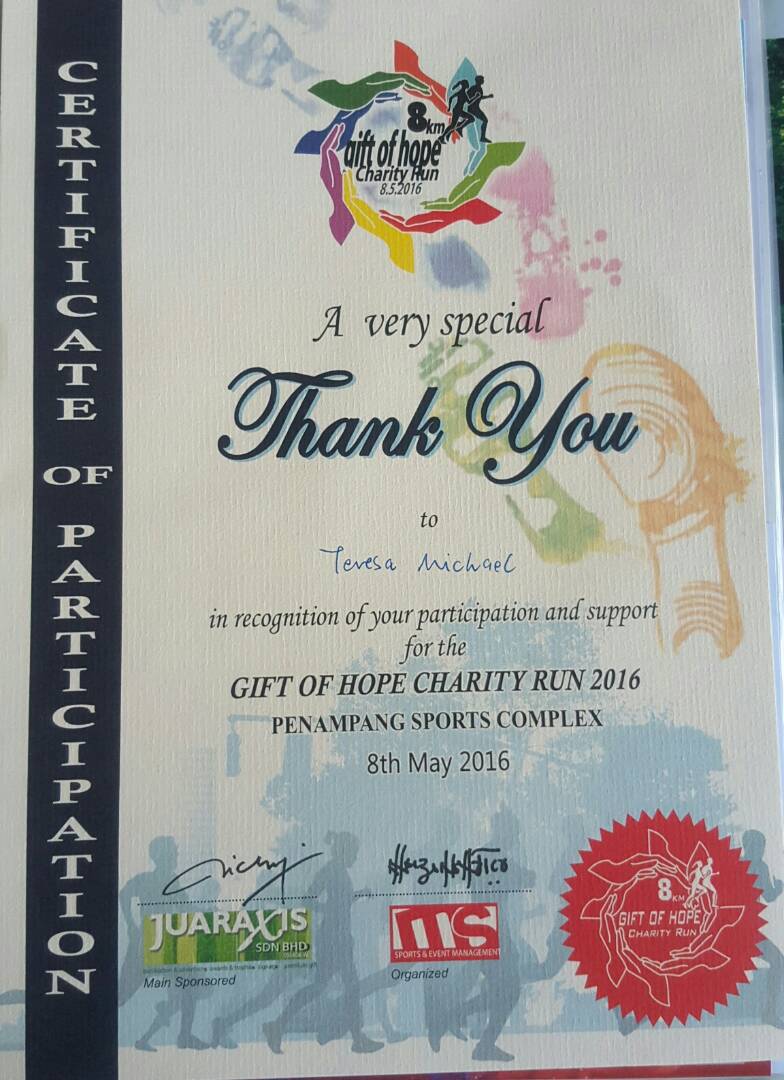 CERTIFICATE OF PARTICIPATION
8km
gift of hope
Charity Run
8.5.2016
A very special
Thank You
to
Teresa Michael
in recognition of your participation and support
for the
GIFT OF HOPE CHARITY RUN 2016
PENAMPANG SPORTS COMPLEX
8th May 2016
JUARAXIS
SDN BHD
Main Sponsored
MS
SPORTS & EVENT MANAGEMENT
Organized
8 KM
GIFT OF HOPE
CHARITY RUN